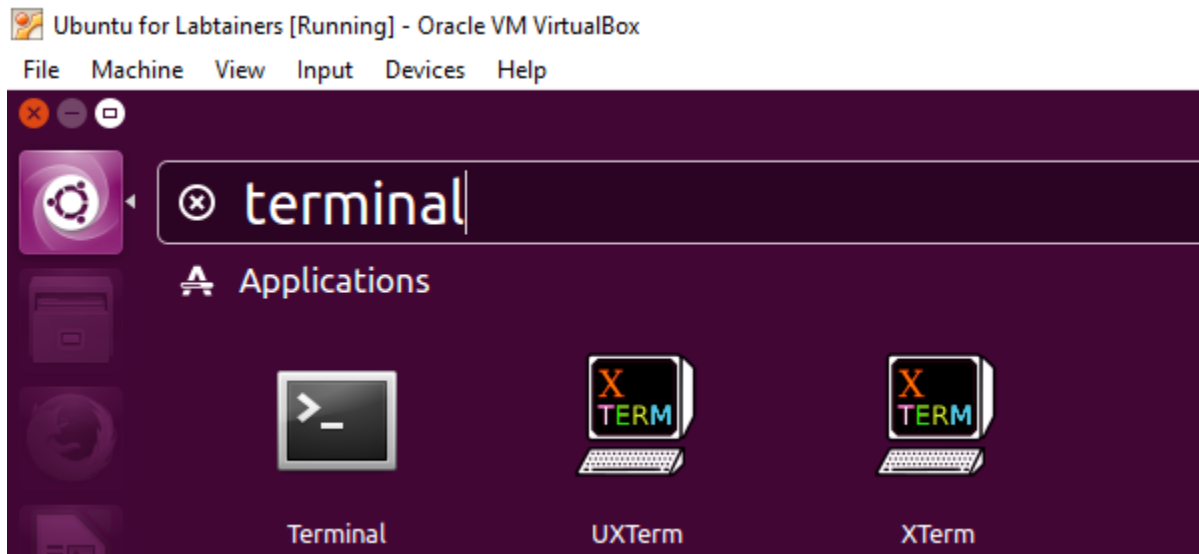 Ubuntu for Labtainers [Running] - Oracle VM VirtualBox
File Machine View Input Devices Help
terminal
Applications
>_
X X
TERM TERM
Terminal UXTerm XTerm